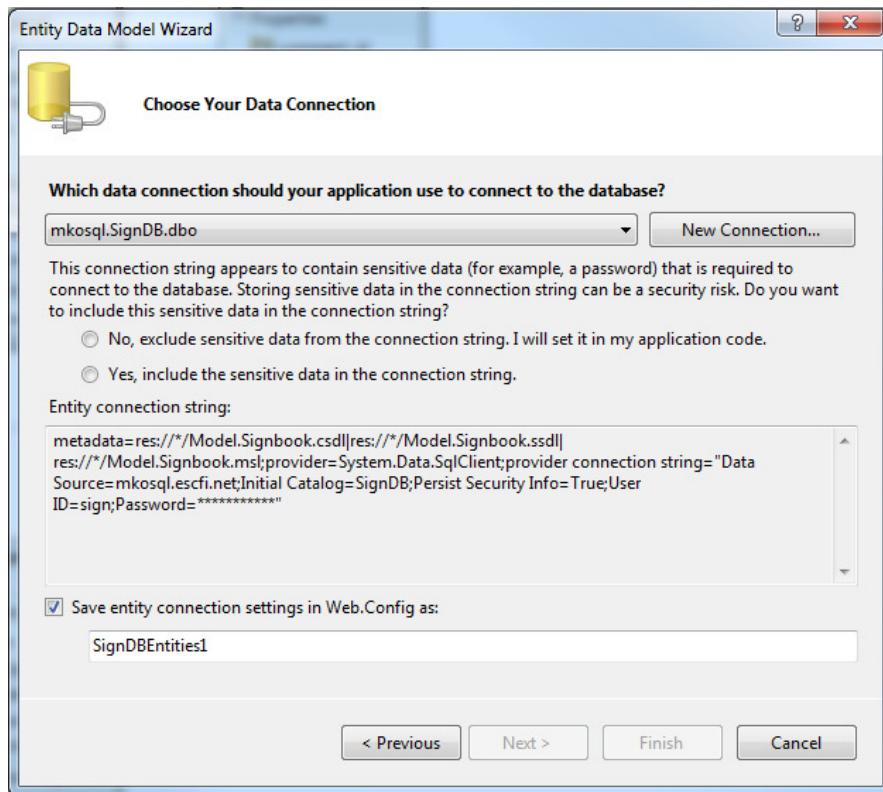 Entity Data Model Wizard
Choose Your Data Connection
Which data connection should your application use to connect to the database?
mkosql.SignDB.dbo
New Connection...
This connection string appears to contain sensitive data (for example, a password) that is required to
connect to the database. Storing sensitive data in the connection string can be a security risk. Do you want
to include this sensitive data in the connection string?
No, exclude sensitive data from the connection string. I will set it in my application code.
Yes, include the sensitive data in the connection string.
Entity connection string:
metadata=res://*/Model.Signbook.csdl|res://*/Model.Signbook.ssdl|
res://*/Model.Signbook.msl;provider=System.Data.SqlClient;provider connection string="Data
Source=mkosql.escfi.net;Initial Catalog=SignDB;Persist Security Info=True;User
ID=sign;Password=***********"
Save entity connection settings in Web.Config as:
SignDBEntities1
< Previous
Next >
Finish
Cancel